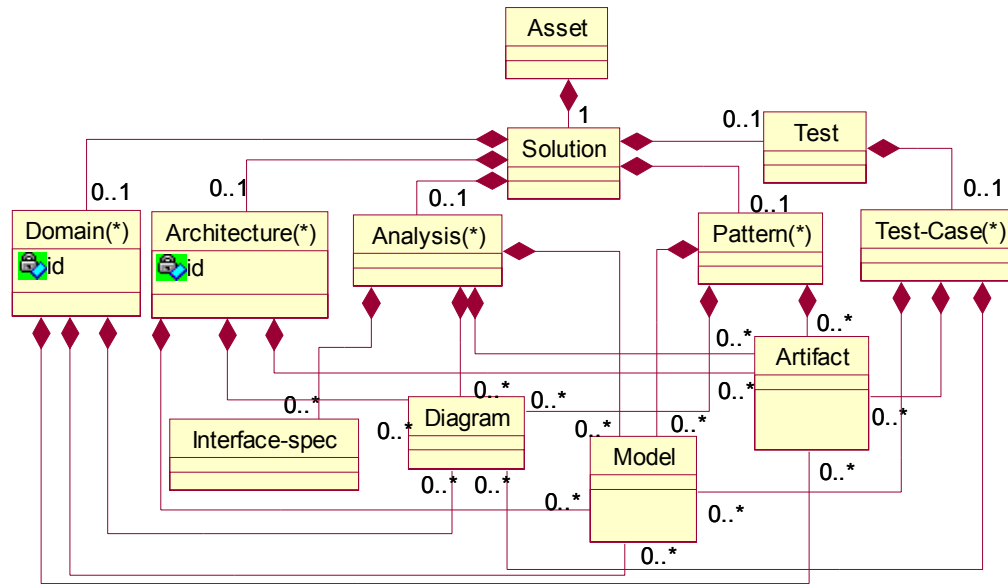 Asset
1
0..1
Test
Solution
0..1
0..1
0..1
0..1
0..1
Domain(*)
id
Architecture(*)
id
Analysis(*)
Pattern(*)
Test-Case(*)
0..*
0..*
Artifact
0..*
0..*
0..*
0..*
0..*
Diagram
0..*
0..*
0..*
Interface-spec
Model
0..*
0..*
0..*
0..*
0..*
0..*